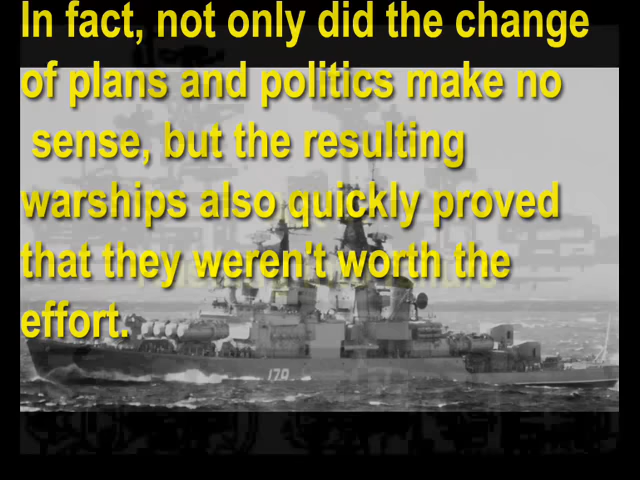 In fact, not only did the change
of plans and politics make no
sense, but the resulting
warships also quickly proved
that they weren't worth the
effort.
179